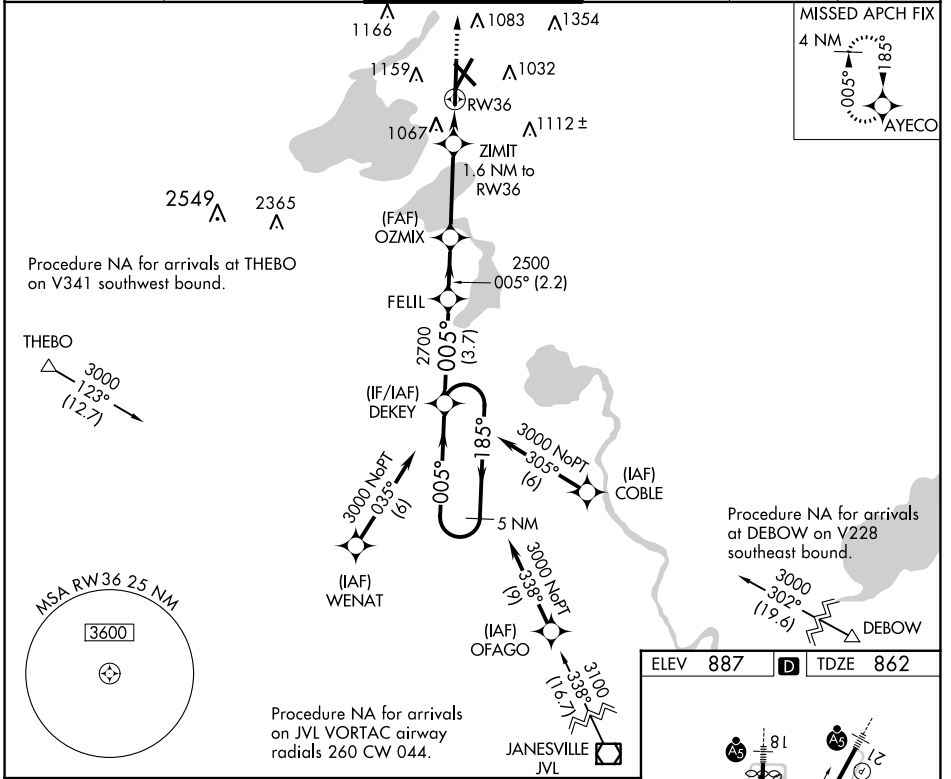 MISSED APCH FIX
4 NM
005°
185°
AYECO
1166
1083
1354
1159
1032
RW36
1067
1112 ±
ZIMIT
1.6 NM to
RW36
2549
2365
(FAF)
OZMIX
Procedure NA for arrivals at THEBO
on V341 southwest bound.
2500
005° (2.2)
FELIL
THEBO
3000
123°
(12.7)
2700
005°
(3.7)
(IF/IAF)
DEKEY
185°
005°
3000 NoPT
305°
(6)
(IAF)
COBLE
3000 NoPT
035°
(6)
5 NM
Procedure NA for arrivals
at DEBOW on V228
southeast bound.
(IAF)
WENAT
3000 NoPT
338°
(9)
3000
302°
(19.6)
DEBOW
MSA RW36 25 NM
3600
(IAF)
OFAGO
3100
338°
(16.7)
ELEV 887 D TDZE 862
Procedure NA for arrivals
on JVL VORTAC airway
radials 260 CW 044.
JANESVILLE
JVL
A5
18
A5
21
P